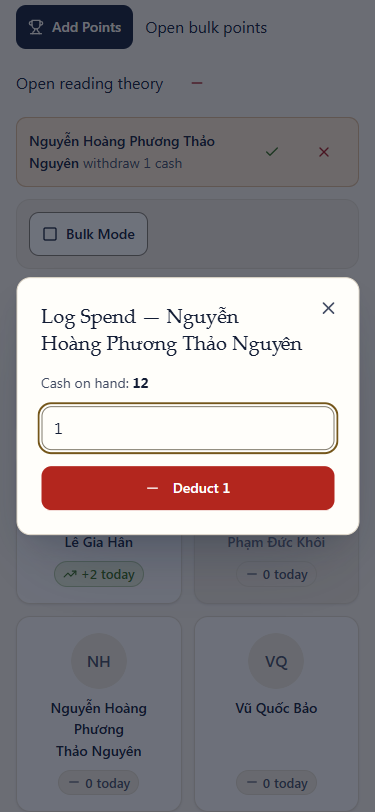 Add Points
Open bulk points
Open reading theory
Nguyễn Hoàng Phương Thảo
Nguyên withdraw 1 cash
Bulk Mode
Log Spend — Nguyễn
Hoàng Phương Thảo Nguyên
Cash on hand: 12
1
— Deduct 1
Lê Gia Hân
Phạm Đức Khôi
+2 today
— 0 today
NH
VQ
Nguyễn Hoàng
Phương
Thảo Nguyên
Vũ Quốc Bảo
— 0 today
— 0 today